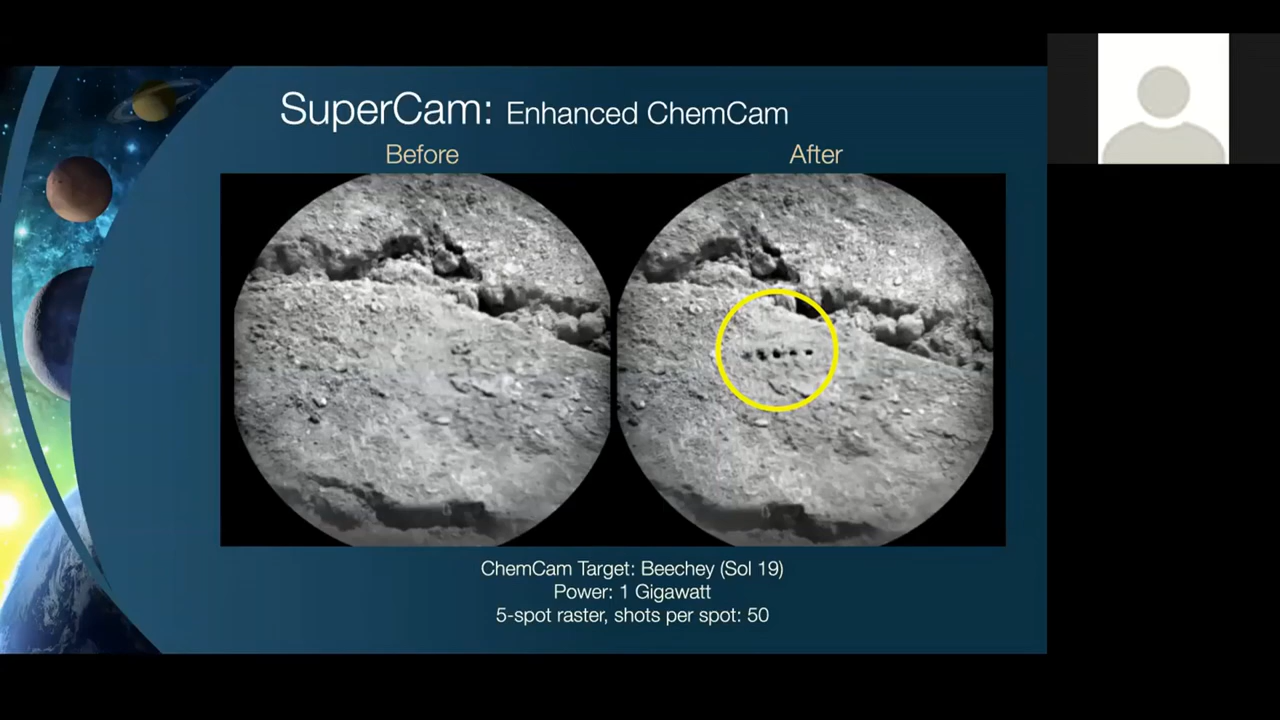 SuperCam: Enhanced ChemCam
Before After
ChemCam Target: Beechey (Sol 19)
Power: 1 Gigawatt
5-spot raster, shots per spot: 50